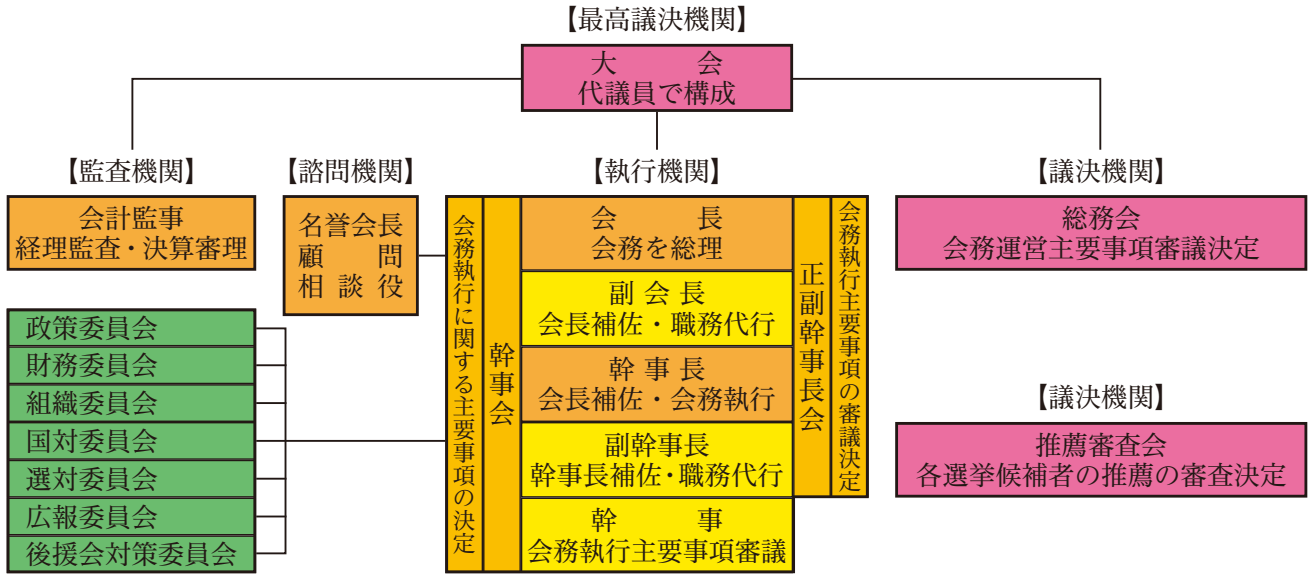 【最高議決機関】
大会
代議員で構成
【監査機関】
会計監事
経理監査・決算審理
【諮問機関】
名誉会長
顧問
相談役
【執行機関】
会務執行に関する主要事項の決定
幹事会
会長
会務を総理
副会長
会長補佐・職務代行
幹事長
会長補佐・会務執行
副幹事長
幹事長補佐・職務代行
幹事
会務執行主要事項審議
正副幹事長会
会務執行主要事項の審議決定
【議決機関】
総務会
会務運営主要事項審議決定
【議決機関】
推薦審査会
各選挙候補者の推薦の審査決定
政策委員会
財務委員会
組織委員会
国対委員会
選対委員会
広報委員会
後援会対策委員会